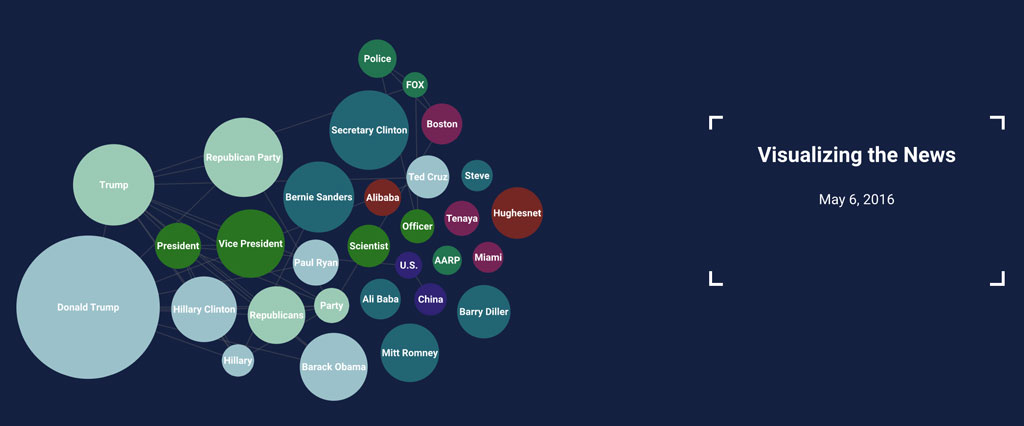 Police
FOX
Boston
Secretary Clinton
Republican Party
Trump
Ted Cruz
Steve
Bernie Sanders
Alibaba
Hughesnet
Tenaya
Officer
President
Vice President
Scientist
Paul Ryan
U.S.
AARP
Miami
Donald Trump
Hillary Clinton
Republicans
Party
Ali Baba
China
Barry Diller
Hillary
Barack Obama
Mitt Romney
Visualizing the News
May 6, 2016